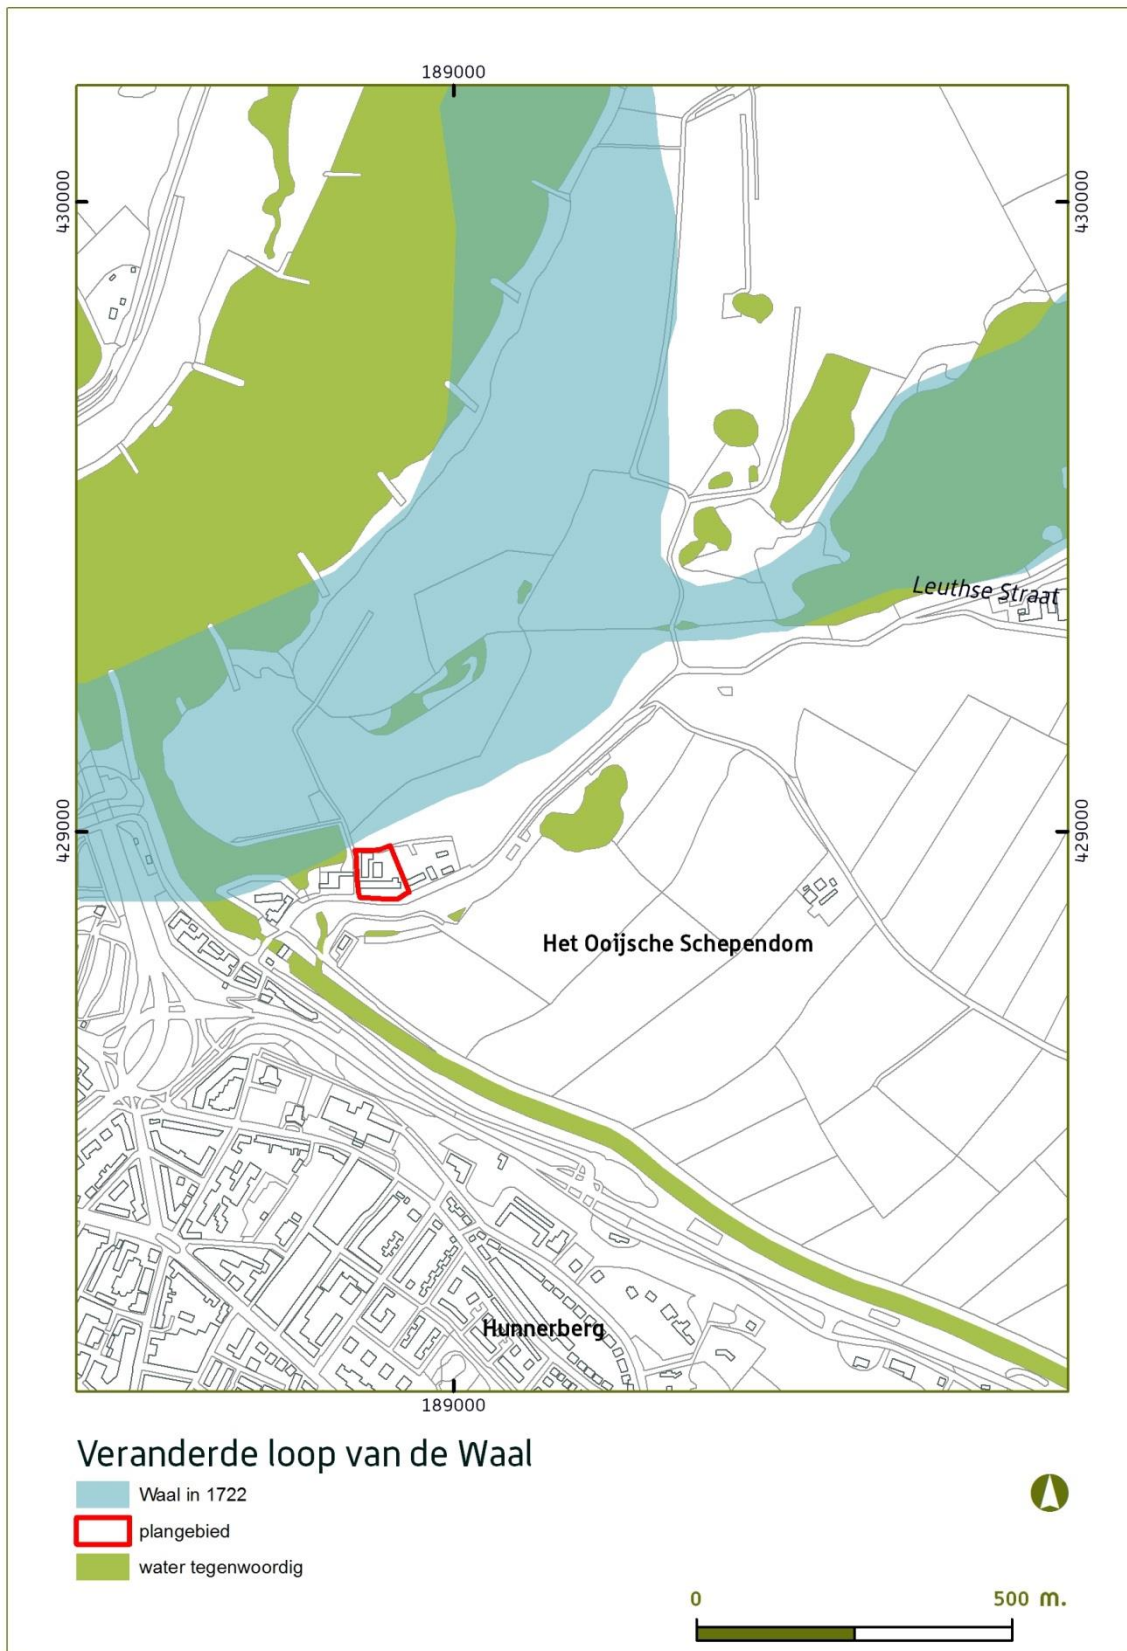 189000
430000
430000
Leuthse Straat
429000
429000
Het Ooijsche Schependom
Hunnerberg
189000
Veranderde loop van de Waal
Waal in 1722
plangebied
water tegenwoordig
0 500 m.